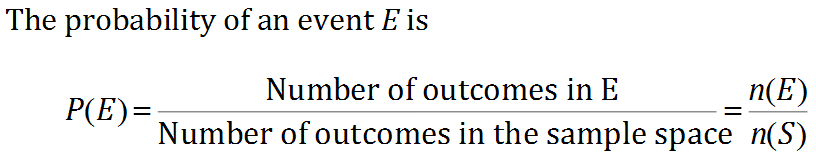 The probability of an event E is
P(E) = Number of outcomes in E / Number of outcomes in the sample space = n(E) / n(S)